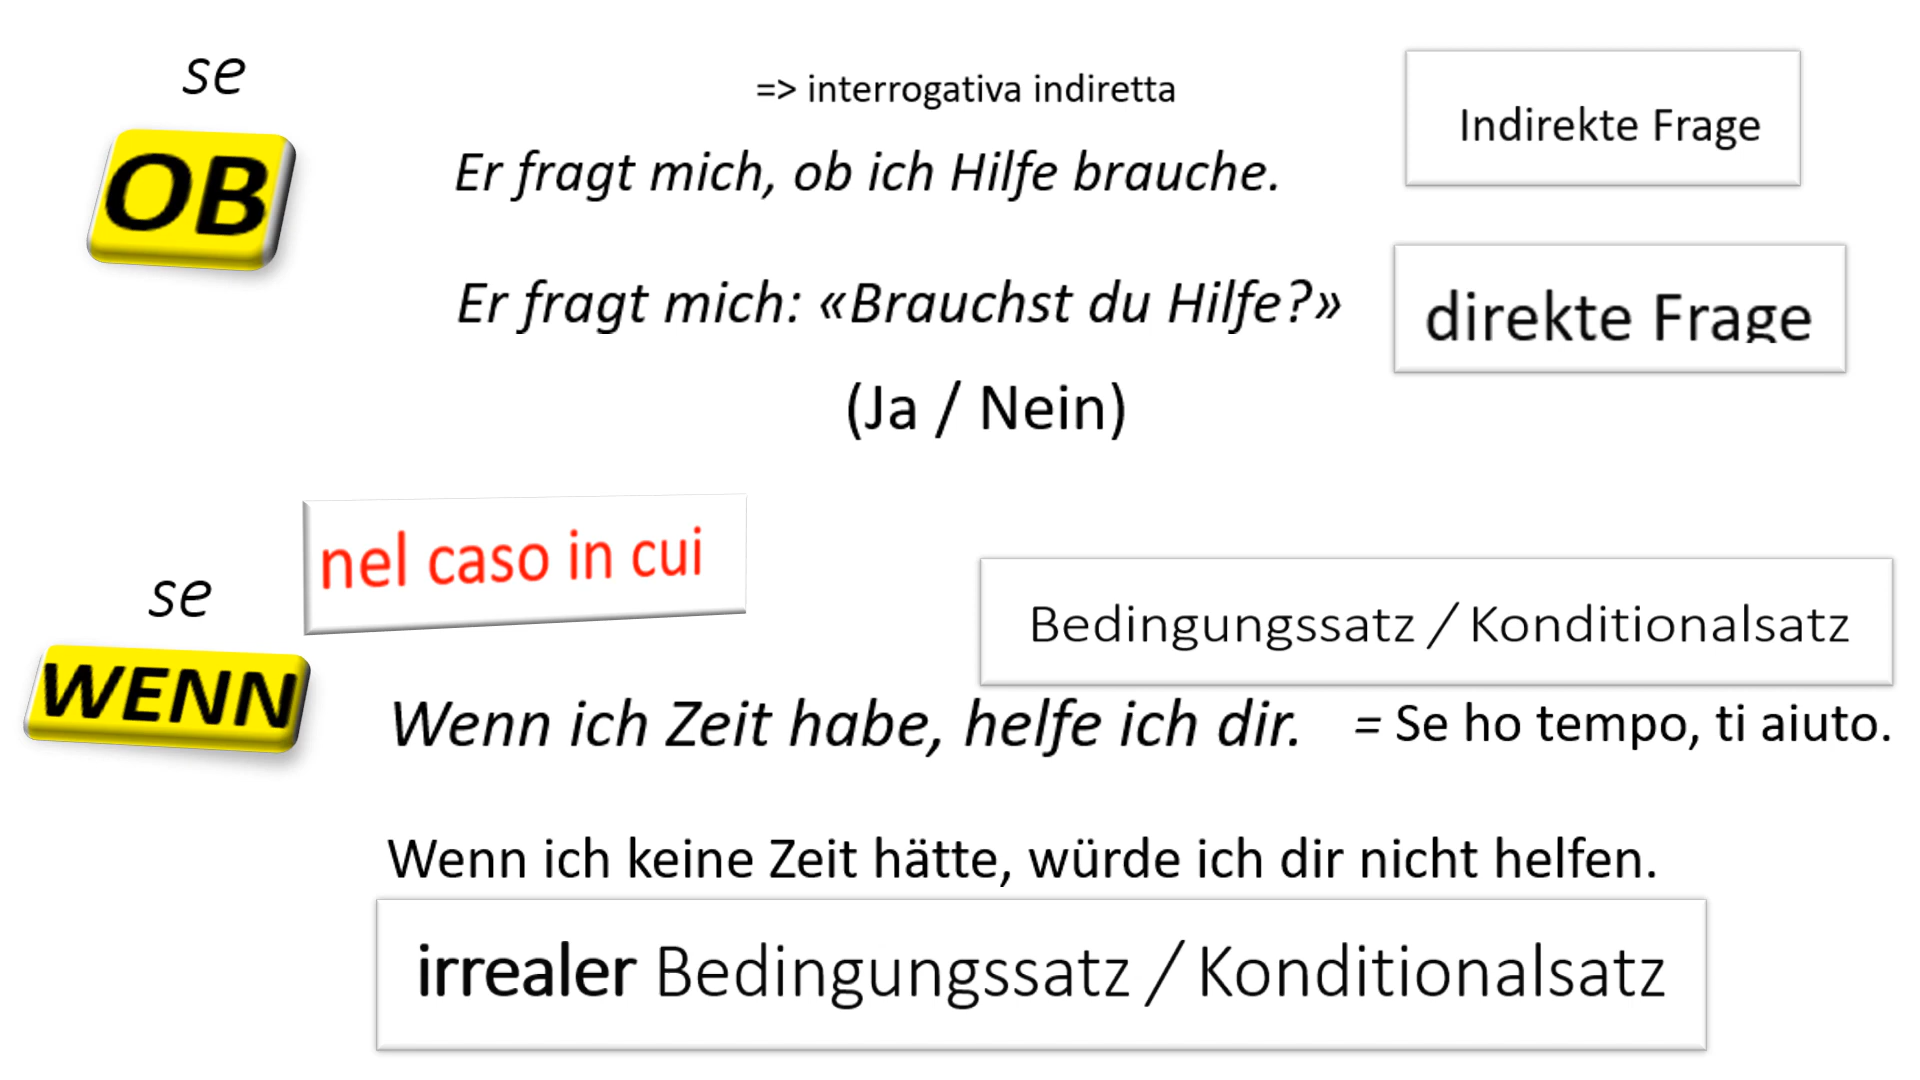 se
=> interrogativa indiretta
Indirekte Frage
OB
Er fragt mich, ob ich Hilfe brauche.
Er fragt mich: «Brauchst du Hilfe?»
direkte Frage
(Ja / Nein)
nel caso in cui
se
Bedingungssatz / Konditionalsatz
WENN
Wenn ich Zeit habe, helfe ich dir. = Se ho tempo, ti aiuto.
Wenn ich keine Zeit hätte, würde ich dir nicht helfen.
irrealer Bedingungssatz / Konditionalsatz